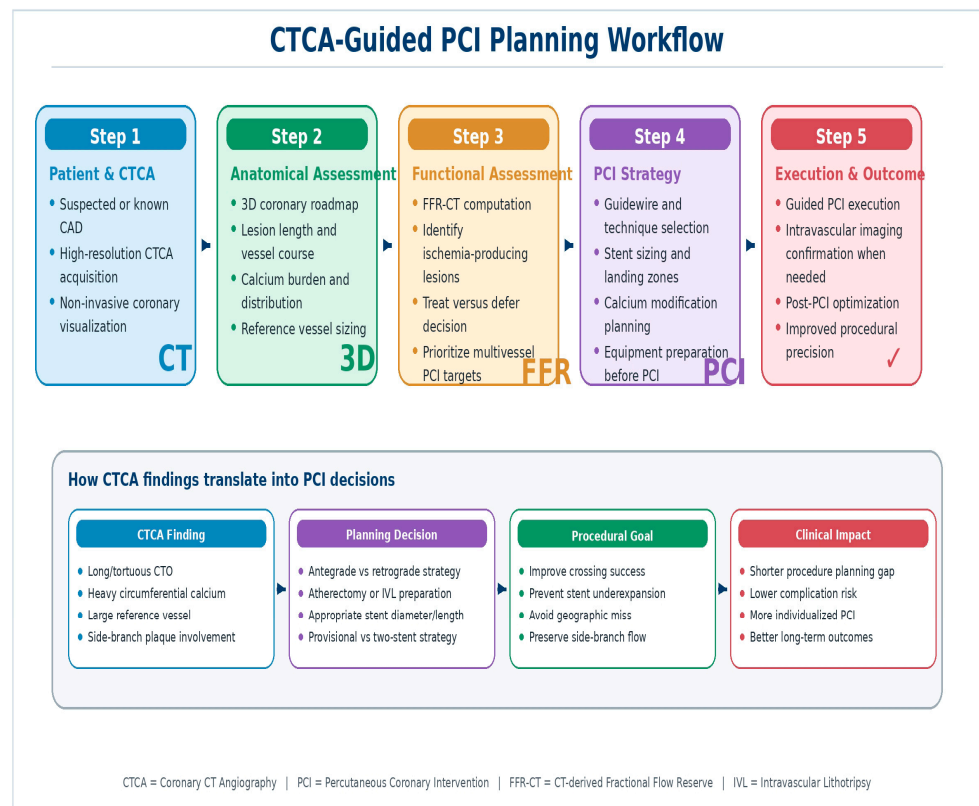 CTCA-Guided PCI Planning Workflow
Step 1
Patient & CTCA
• Suspected or known
CAD
• High-resolution CTCA
acquisition
• Non-invasive coronary
visualization
CT
Step 2
Anatomical Assessment
• 3D coronary roadmap
• Lesion length and
vessel course
• Calcium burden and
distribution
• Reference vessel sizing
3D
Step 3
Functional Assessment
• FFR-CT computation
• Identify
ischemia-producing
lesions
• Treat versus defer
decision
• Prioritize multivessel
PCI targets
FFR
Step 4
PCI Strategy
• Guidewire and
technique selection
• Stent sizing and
landing zones
• Calcium modification
planning
• Equipment preparation
before PCI
PCI
Step 5
Execution & Outcome
• Guided PCI execution
• Intravascular imaging
confirmation when
needed
• Post-PCI optimization
• Improved procedural
precision
✓
How CTCA findings translate into PCI decisions
CTCA Finding
• Long/tortuous CTO
• Heavy circumferential calcium
• Large reference vessel
• Side-branch plaque involvement
Planning Decision
• Antegrade vs retrograde strategy
• Atherectomy or IVL preparation
• Appropriate stent diameter/length
• Provisional vs two-stent strategy
Procedural Goal
• Improve crossing success
• Prevent stent underexpansion
• Avoid geographic miss
• Preserve side-branch flow
Clinical Impact
• Shorter procedure planning gap
• Lower complication risk
• More individualized PCI
• Better long-term outcomes
CTCA = Coronary CT Angiography | PCI = Percutaneous Coronary Intervention | FFR-CT = CT-derived Fractional Flow Reserve | IVL = Intravascular Lithotripsy